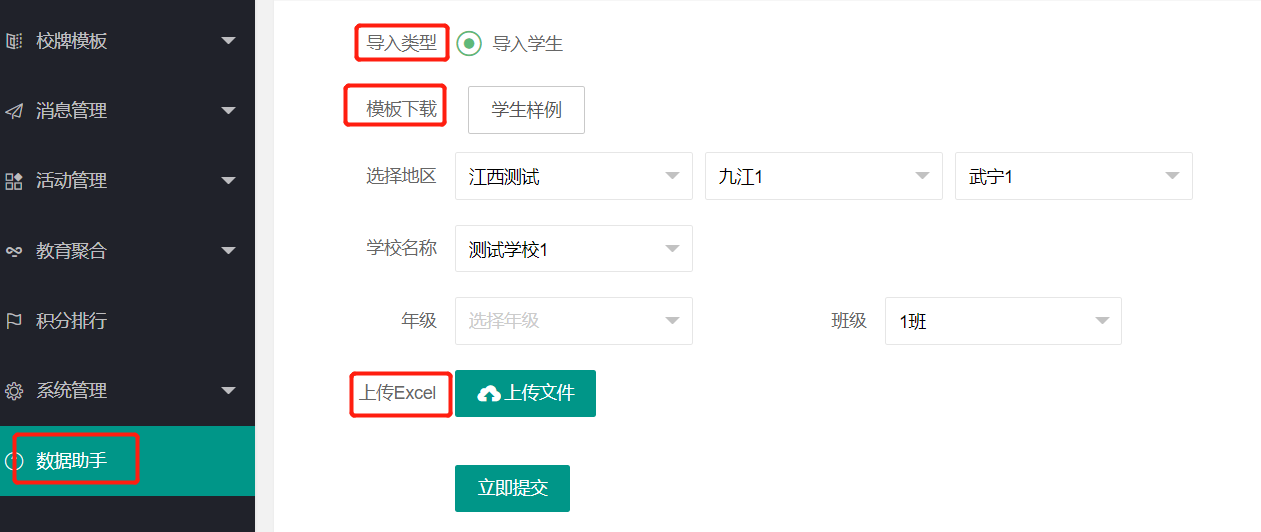 校牌模板
消息管理
活动管理
教育聚合
积分排行
系统管理
数据助手
导入类型 导入学生
模板下载 学生样例
选择地区 江西测试 九江1 武宁1
学校名称 测试学校1
年级 选择年级 班级 1班
上传Excel 上传文件
立即提交